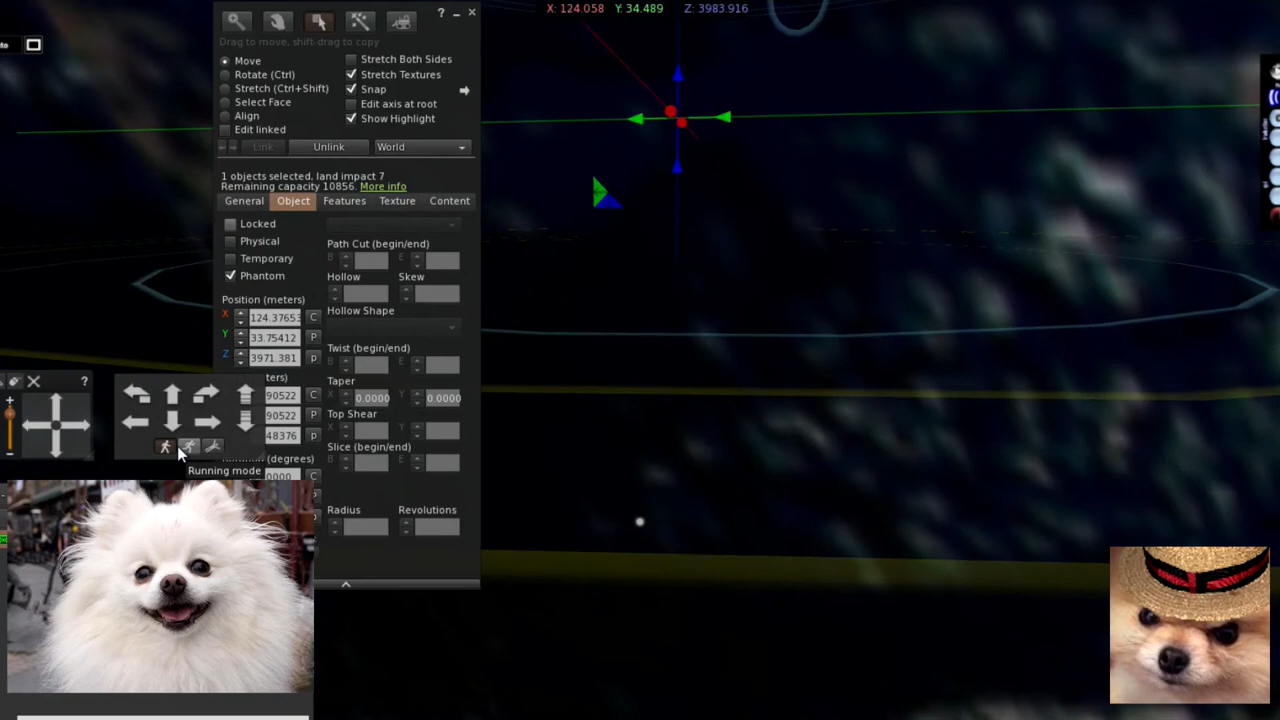 X: 124.058 Y: 34.489 Z: 3983.916
?
Drag to move, shift-drag to copy
Move
Rotate (Ctrl)
Stretch (Ctrl+Shift)
Select Face
Align
Edit linked
Stretch Both Sides
Stretch Textures
Snap
Edit axis at root
Show Highlight
Link
Unlink
World
1 objects selected, land impact 7
Remaining capacity 10856. More info
General Object Features Texture Content
Locked
Physical
Temporary
Phantom
Position (meters)
X 124.37653 C
Y 33.75412 P
Z 3971.381 p
ters)
90522 C
90522 P
48376 p
(degrees)
0000 C
Path Cut (begin/end)
B E
Hollow Skew
Hollow Shape
Twist (begin/end)
B E
Taper
X 0.0000 Y 0.0000
Top Shear
X Y
Slice (begin/end)
B E
Radius Revolutions
?
Running mode